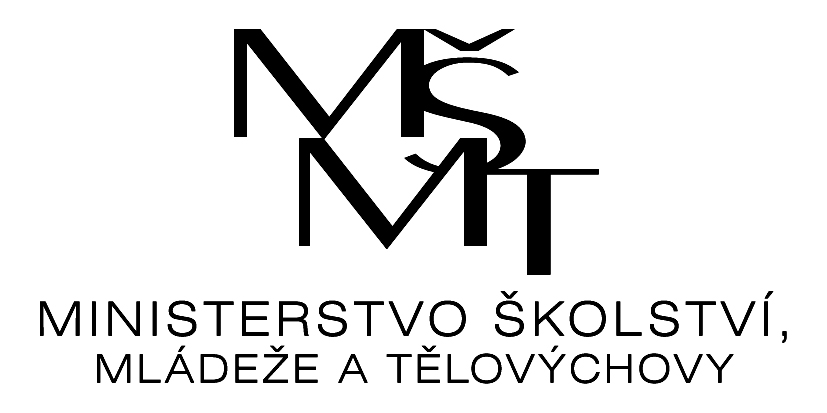 MŠ
MT
MINISTERSTVO ŠKOLSTVÍ,
MLÁDEŽE A TĚLOVÝCHOVY